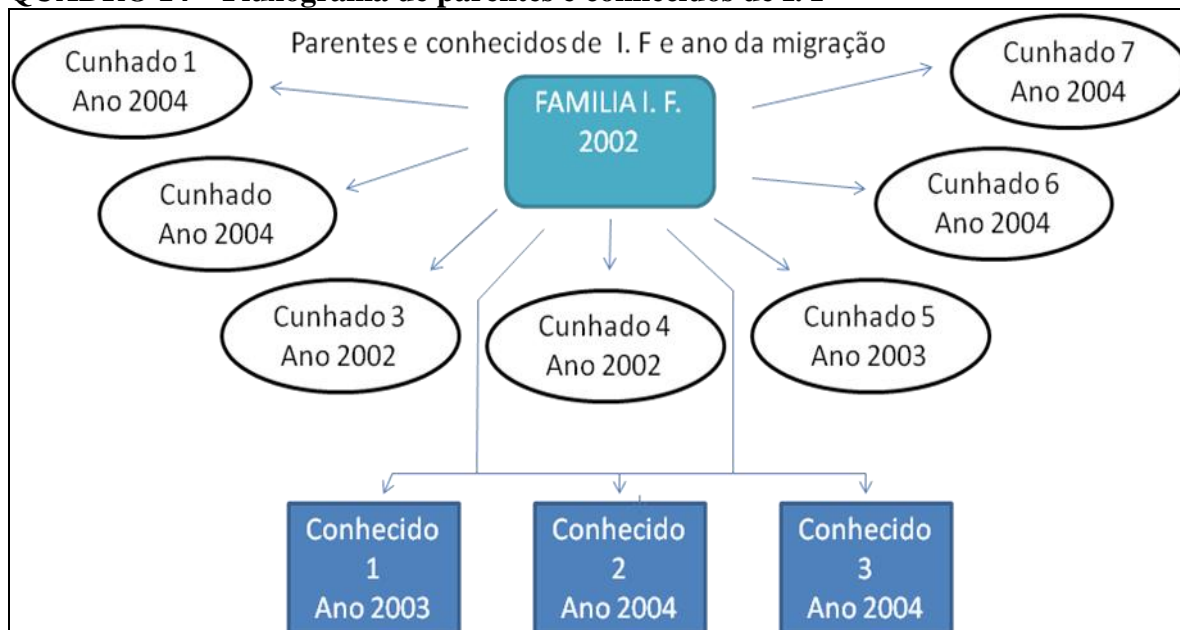 Parentes e conhecidos de I. F e ano da migração
FAMILIA I. F.
2002
Cunhado 1
Ano 2004
Cunhado
Ano 2004
Cunhado 3
Ano 2002
Cunhado 4
Ano 2002
Cunhado 5
Ano 2003
Cunhado 6
Ano 2004
Cunhado 7
Ano 2004
Conhecido
1
Ano 2003
Conhecido
2
Ano 2004
Conhecido
3
Ano 2004